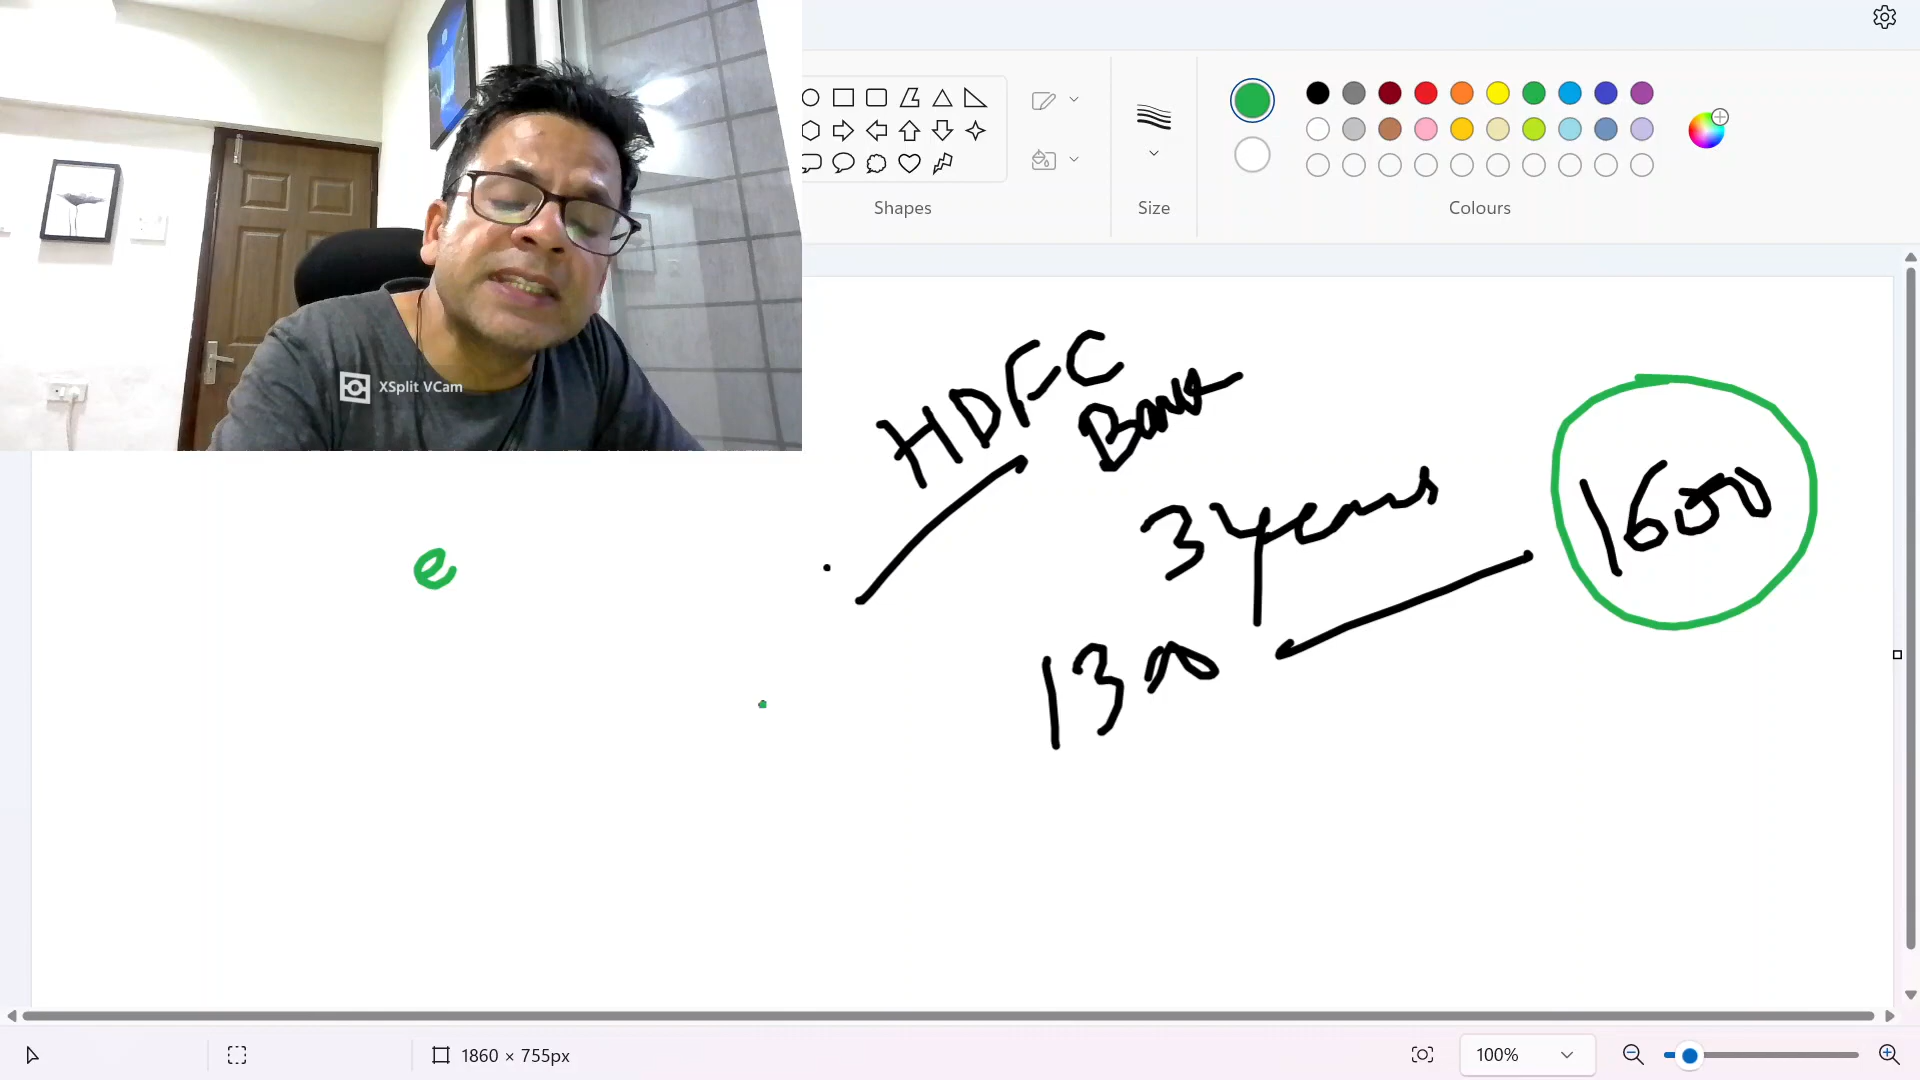 XSplit VCam
Shapes
Size
Colours
HDFC
Bank
3 years
1600
1300
e
1860 × 755px
100%